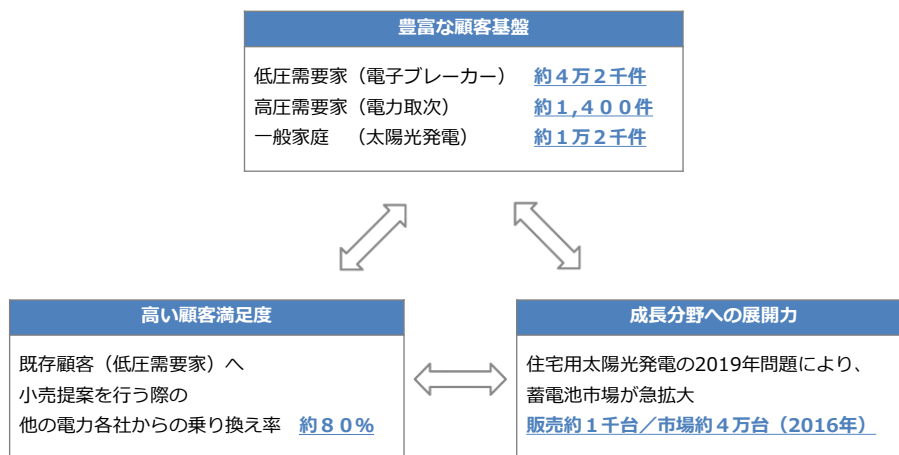 豊富な顧客基盤
低圧需要家（電子ブレーカー） 約４万２千件
高圧需要家（電力取次） 約１,４００件
一般家庭 （太陽光発電） 約１万２千件
高い顧客満足度
既存顧客（低圧需要家）へ
小売提案を行う際の
他の電力各社からの乗り換え率 約８０%
成長分野への展開力
住宅用太陽光発電の2019年問題により、
蓄電池市場が急拡大
販売約１千台／市場約４万台（2016年）